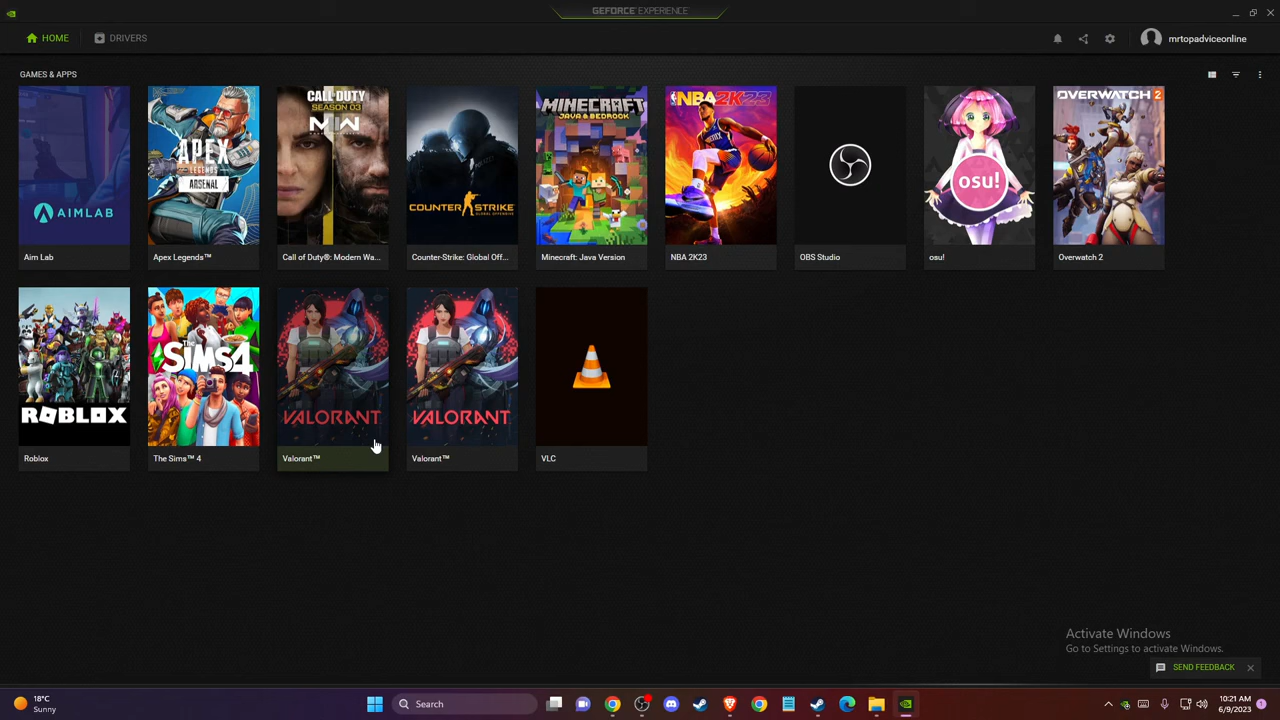 GEFORCE EXPERIENCE
HOME
DRIVERS
mrtopadviceonline
GAMES & APPS
AIMLAB
APEX
LEGENDS
ARSENAL
CALL OF DUTY
SEASON 03
MW
COUNTER STRIKE
GLOBAL OFFENSIVE
MINECRAFT
JAVA & BEDROCK
NBA 2K23
osu!
OVERWATCH 2
Aim Lab
Apex Legends™
Call of Duty®: Modern Wa...
Counter-Strike: Global Off...
Minecraft: Java Version
NBA 2K23
OBS Studio
osu!
Overwatch 2
ROBLOX
The SIMS 4
VALORANT
VALORANT
Roblox
The Sims™ 4
Valorant™
Valorant™
VLC
Activate Windows
Go to Settings to activate Windows.
SEND FEEDBACK
18°C
Sunny
Search
10:21 AM
6/9/2023
1